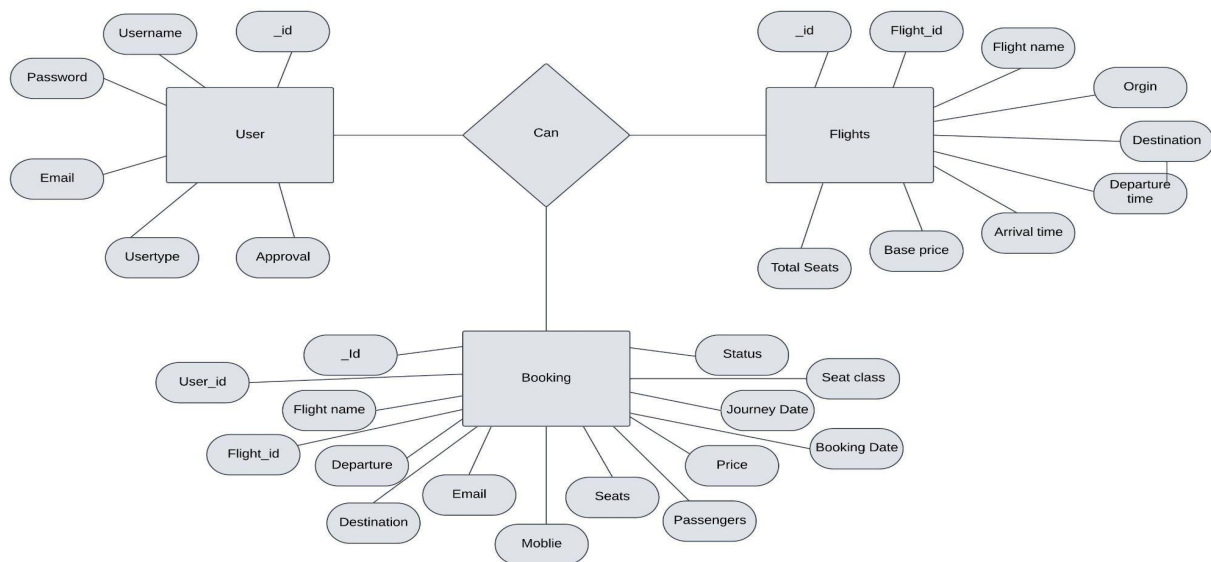 Username
_id
_id
Flight_id
Flight name
Password
Orgin
User
Can
Flights
Destination
Email
Departure
time
Usertype
Approval
Arrival time
Base price
Total Seats
_Id
Status
User_id
Booking
Seat class
Flight name
Journey Date
Flight_id
Booking Date
Departure
Price
Email
Seats
Destination
Passengers
Moblie